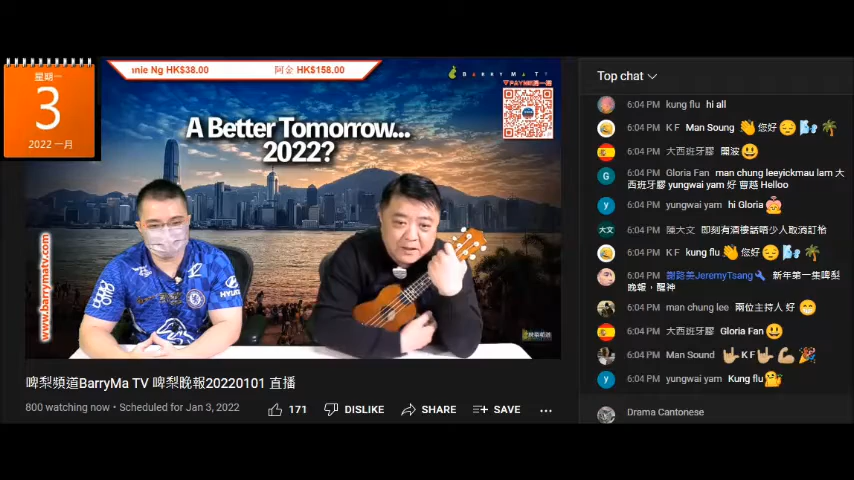 星期一
3
2022 一月
nnie Ng HK$38.00
阿金 HK$158.00
BARRYMATV
A Better Tomorrow...
2022?
www.barrymatv.com
HYUNDAI
啤梨頻道BarryMa TV 啤梨晚報20220101 直播
800 watching now • Scheduled for Jan 3, 2022
171
DISLIKE
SHARE
SAVE
Top chat
6:04 PM kung flu hi all
6:04 PM K F Man Soung 👋您好😔🌬️🌴
6:04 PM 大西班牙膠 開波😃
6:04 PM Gloria Fan man chung leeyickmau lam 大
西班牙膠 yungwai yam 好 曾越 Helloo
6:04 PM yungwai yam hi Gloria
6:04 PM 陳大文 即刻有酒樓話唔少人取消訂枱
6:04 PM K F kung flu👋您好😔🌬️🌴
6:04 PM 謝路美JeremyTsang🔧 新年第一集啤梨
晚報，醒神
6:04 PM man chung lee 兩位主持人 好😁
6:04 PM 大西班牙膠 Gloria Fan😃
6:04 PM Man Sound 🤟K F🤟💪🎉
6:04 PM yungwai yam Kung flu🤗
Drama Cantonese